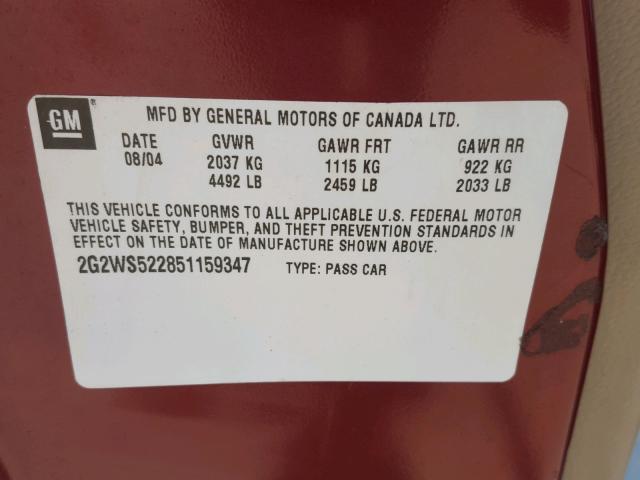 GM ®
MFD BY GENERAL MOTORS OF CANADA LTD.
DATE GVWR GAWR FRT GAWR RR
08/04 2037 KG 1115 KG 922 KG
4492 LB 2459 LB 2033 LB
THIS VEHICLE CONFORMS TO ALL APPLICABLE U.S. FEDERAL MOTOR
VEHICLE SAFETY, BUMPER, AND THEFT PREVENTION STANDARDS IN
EFFECT ON THE DATE OF MANUFACTURE SHOWN ABOVE.
2G2WS522851159347 TYPE: PASS CAR